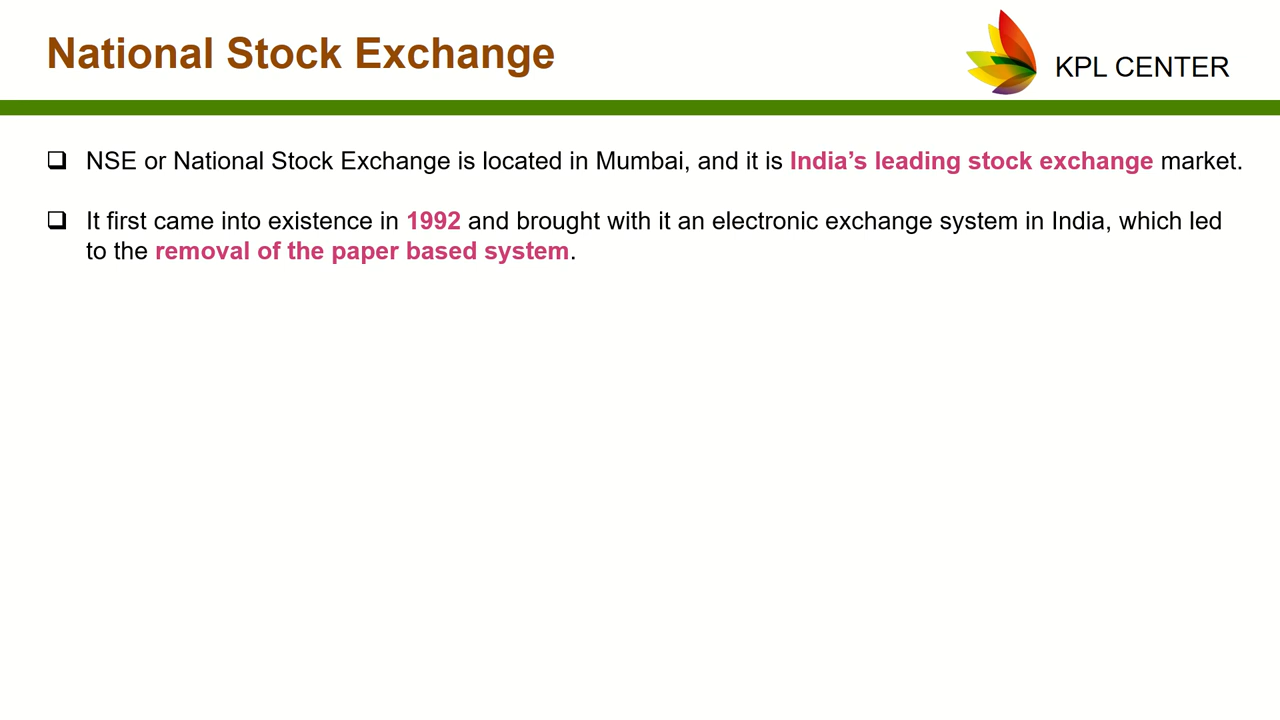 National Stock Exchange
KPL CENTER
❑ NSE or National Stock Exchange is located in Mumbai, and it is India’s leading stock exchange market.
❑ It first came into existence in 1992 and brought with it an electronic exchange system in India, which led
to the removal of the paper based system.